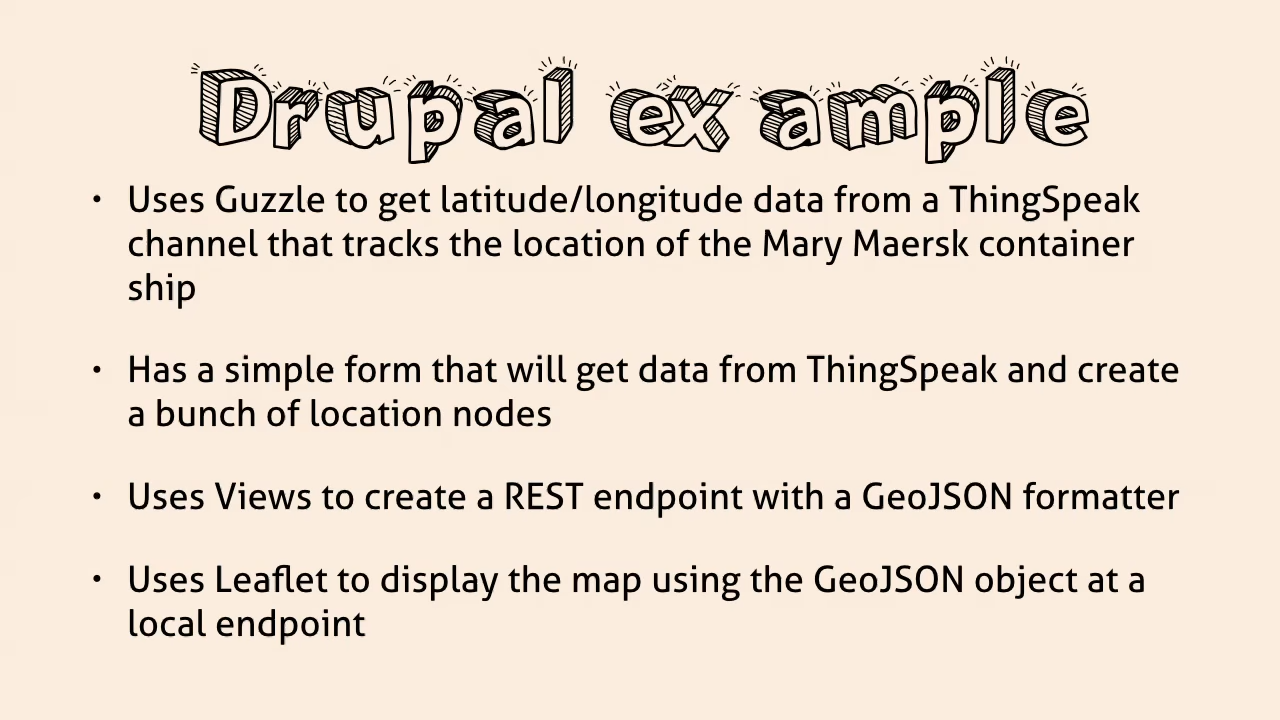 Drupal example
• Uses Guzzle to get latitude/longitude data from a ThingSpeak
channel that tracks the location of the Mary Maersk container
ship
• Has a simple form that will get data from ThingSpeak and create
a bunch of location nodes
• Uses Views to create a REST endpoint with a GeoJSON formatter
• Uses Leaflet to display the map using the GeoJSON object at a
local endpoint